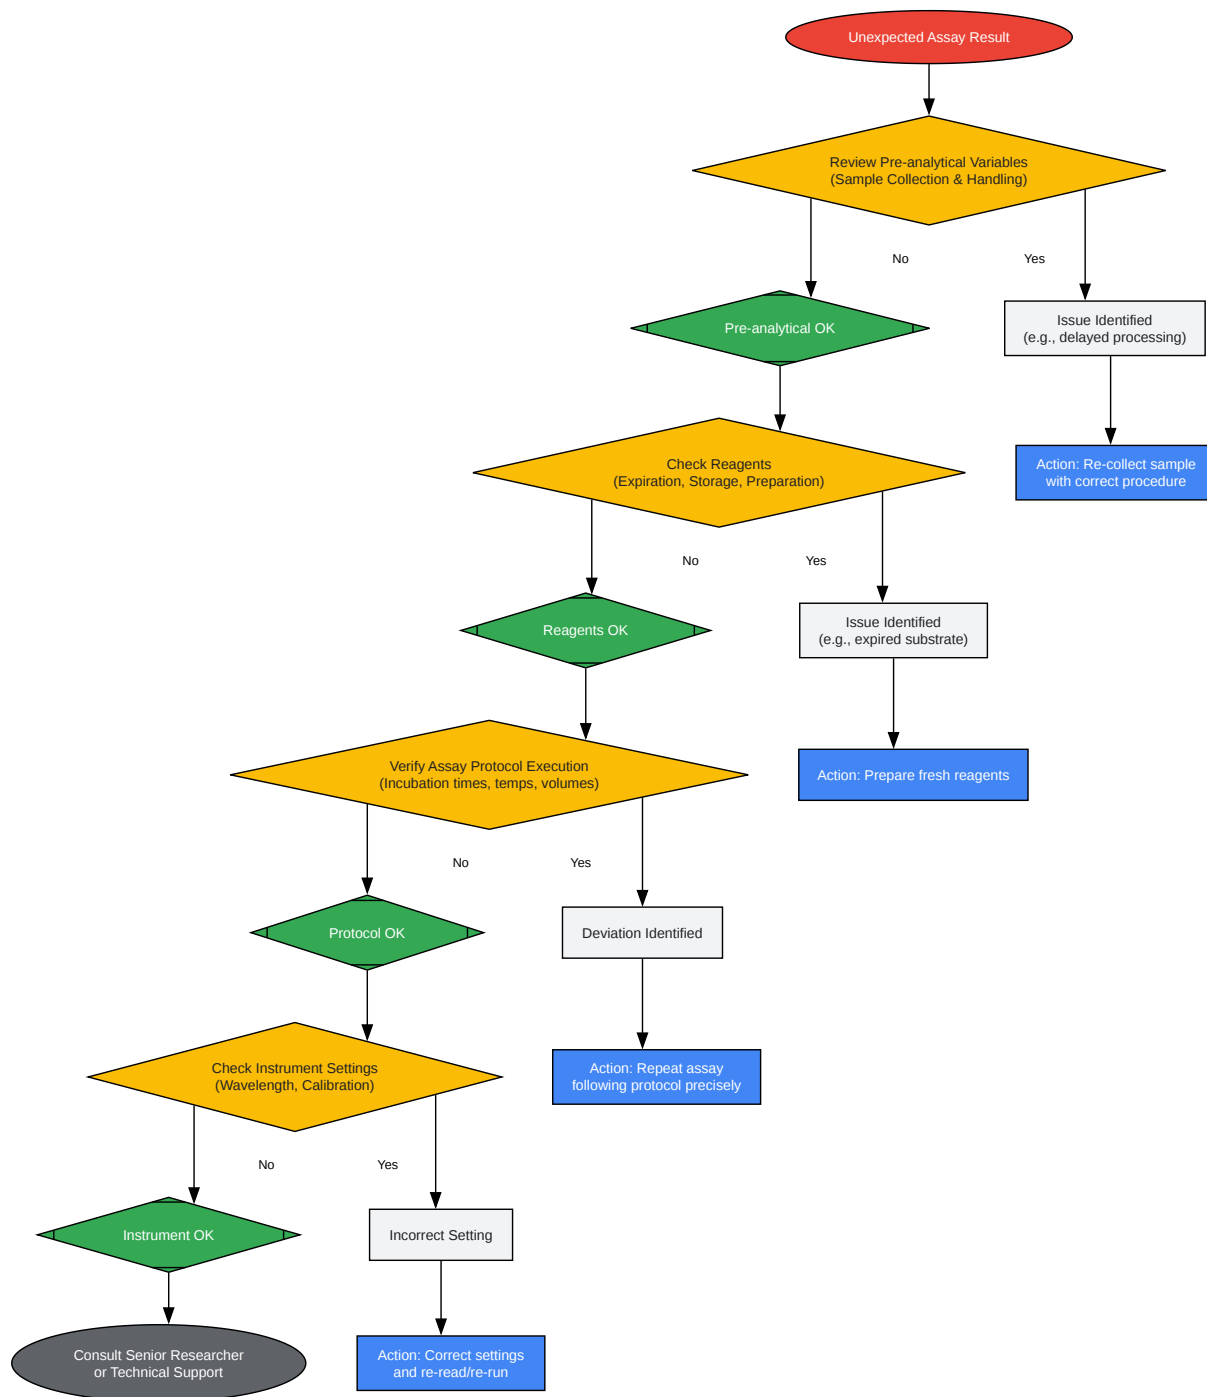 Unexpected Assay Result
Review Pre-analytical Variables
(Sample Collection & Handling)
No
Yes
Pre-analytical OK
Issue Identified
(e.g., delayed processing)
Check Reagents
(Expiration, Storage, Preparation)
Action: Re-collect sample
with correct procedure
No
Yes
Reagents OK
Issue Identified
(e.g., expired substrate)
Verify Assay Protocol Execution
(Incubation times, temps, volumes)
Action: Prepare fresh reagents
No
Yes
Protocol OK
Deviation Identified
Check Instrument Settings
(Wavelength, Calibration)
Action: Repeat assay
following protocol precisely
No
Yes
Instrument OK
Incorrect Setting
Consult Senior Researcher
or Technical Support
Action: Correct settings
and re-read/re-run